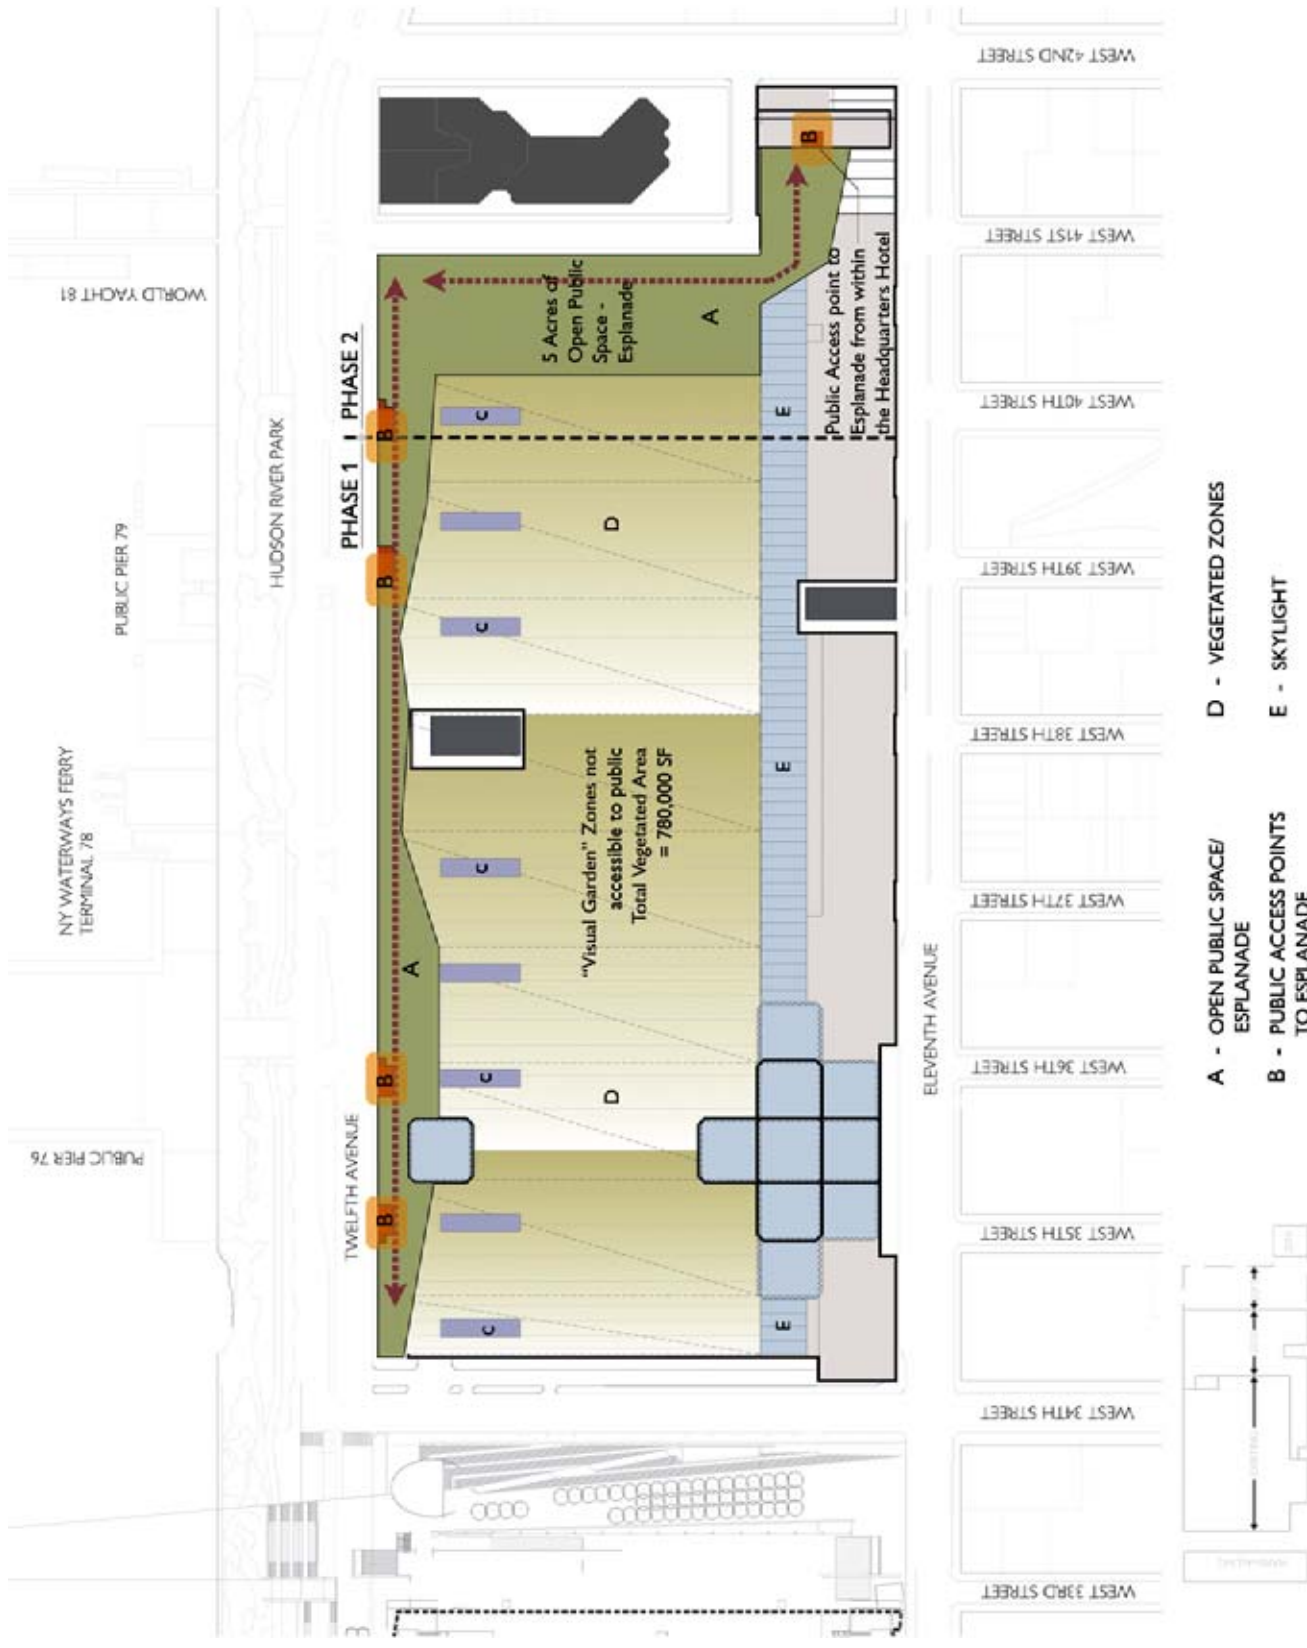 WORLD YACHT 81
PUBLIC PIER 79
NY WATERWAYS FERRY
TERMINAL 78
PUBLIC PIER 76
HUDSON RIVER PARK
PHASE 1
PHASE 2
TWELFTH AVENUE
B
B
B
B
B
A
A
5 Acres of
Open Public
Space -
Esplanade
C
C
C
C
C
D
D
"Visual Garden" Zones not
accessible to public
Total Vegetated Area
= 780,000 SF
E
E
E
Public Access point to
Esplanade from within
the Headquarters Hotel
ELEVENTH AVENUE
WEST 33RD STREET
WEST 34TH STREET
WEST 35TH STREET
WEST 36TH STREET
WEST 37TH STREET
WEST 38TH STREET
WEST 39TH STREET
WEST 40TH STREET
WEST 41ST STREET
WEST 42ND STREET
A - OPEN PUBLIC SPACE/
ESPLANADE
B - PUBLIC ACCESS POINTS
TO ESPLANADE
D - VEGETATED ZONES
E - SKYLIGHT